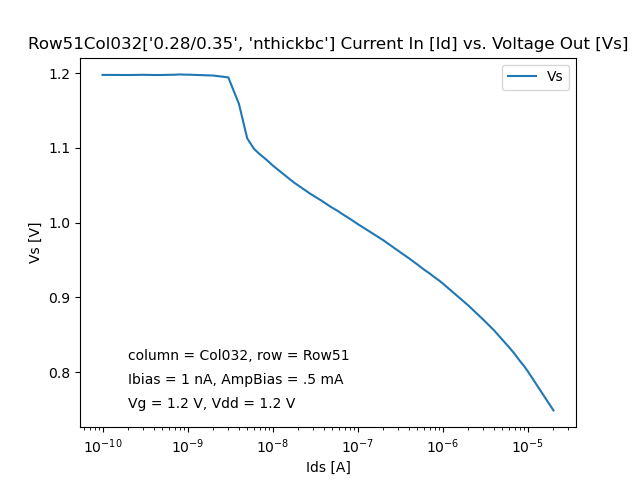 Row51Col032['0.28/0.35', 'nthickbc'] Current In [Id] vs. Voltage Out [Vs]
Vs
1.2
1.1
1.0
0.9
0.8
Vs [V]
column = Col032, row = Row51
Ibias = 1 nA, AmpBias = .5 mA
Vg = 1.2 V, Vdd = 1.2 V
10⁻¹⁰ 10⁻⁹ 10⁻⁸ 10⁻⁷ 10⁻⁶ 10⁻⁵
Ids [A]